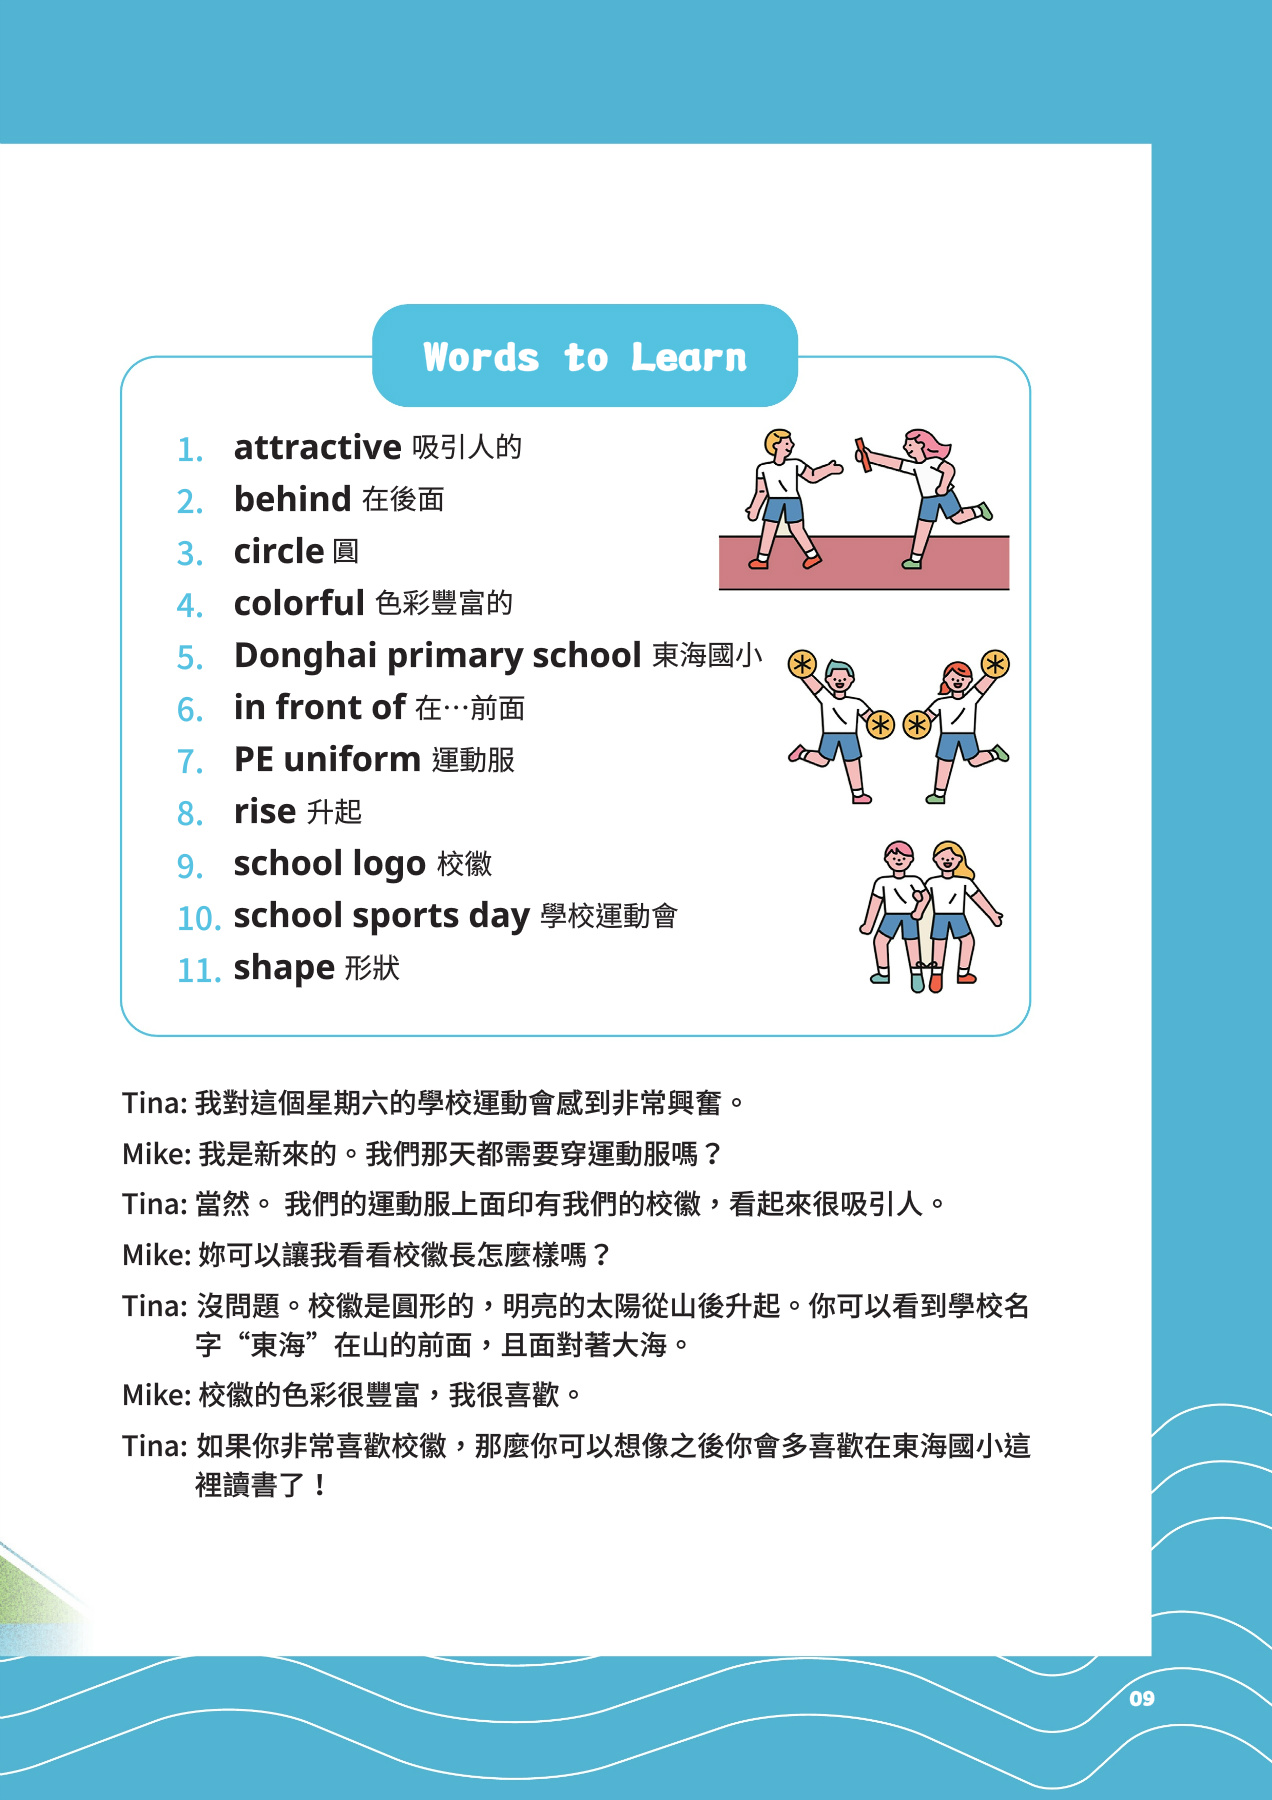 Words to Learn
1. attractive 吸引人的
2. behind 在後面
3. circle 圓
4. colorful 色彩豐富的
5. Donghai primary school 東海國小
6. in front of 在…前面
7. PE uniform 運動服
8. rise 升起
9. school logo 校徽
10. school sports day 學校運動會
11. shape 形狀
Tina: 我對這個星期六的學校運動會感到非常興奮。
Mike: 我是新來的。我們那天都需要穿運動服嗎？
Tina: 當然。 我們的運動服上面印有我們的校徽，看起來很吸引人。
Mike: 妳可以讓我看看校徽長怎麼樣嗎？
Tina: 沒問題。校徽是圓形的，明亮的太陽從山後升起。你可以看到學校名
字“東海”在山的前面，且面對著大海。
Mike: 校徽的色彩很豐富，我很喜歡。
Tina: 如果你非常喜歡校徽，那麼你可以想像之後你會多喜歡在東海國小這
裡讀書了！
09